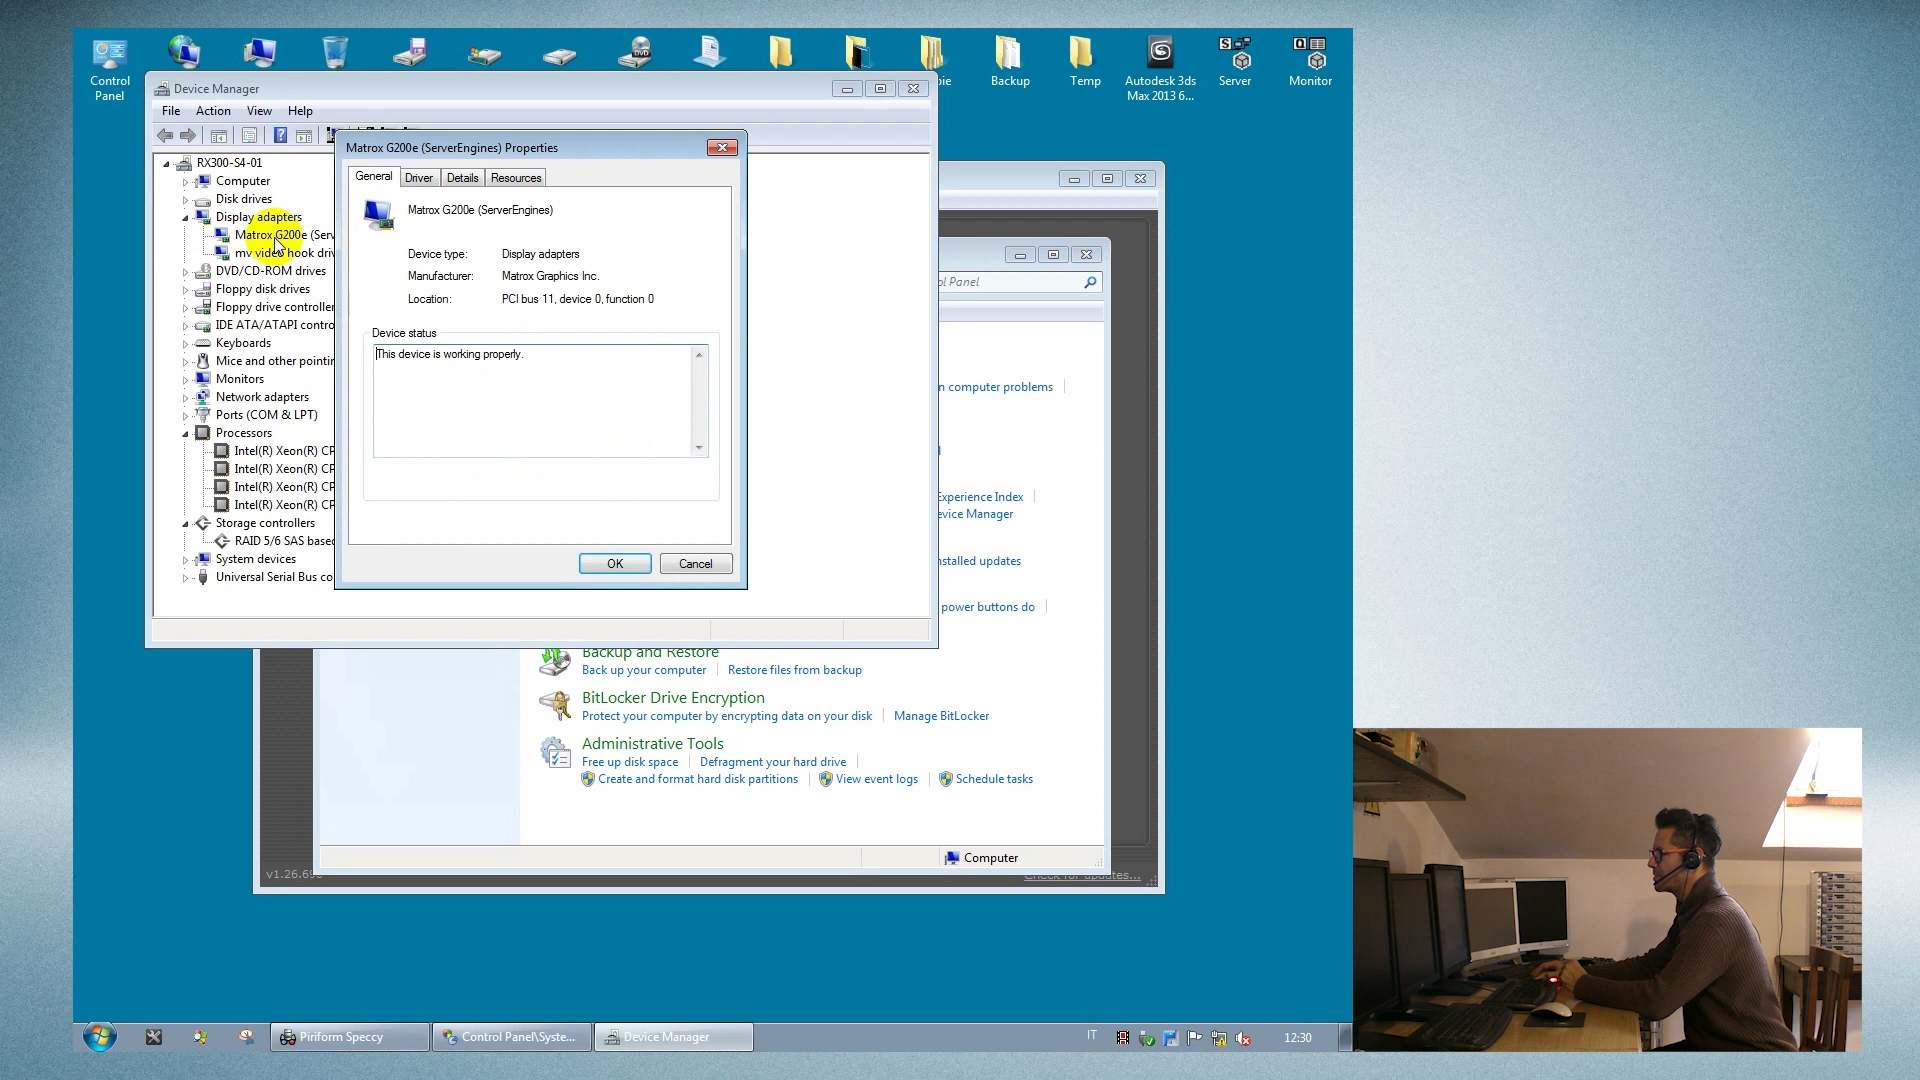 Control
Panel
Backup
Temp
Autodesk 3ds
Max 2013 6...
Server
Monitor
Device Manager
File
Action
View
Help
RX300-S4-01
Computer
Disk drives
Display adapters
Matrox G200e (Serv
mv video hook driv
DVD/CD-ROM drives
Floppy disk drives
Floppy drive controller
IDE ATA/ATAPI contro
Keyboards
Mice and other pointin
Monitors
Network adapters
Ports (COM & LPT)
Processors
Intel(R) Xeon(R) CP
Intel(R) Xeon(R) CP
Intel(R) Xeon(R) CP
Intel(R) Xeon(R) CP
Storage controllers
RAID 5/6 SAS based
System devices
Universal Serial Bus co
Matrox G200e (ServerEngines) Properties
General
Driver
Details
Resources
Matrox G200e (ServerEngines)
Device type: Display adapters
Manufacturer: Matrox Graphics Inc.
Location: PCI bus 11, device 0, function 0
Device status
This device is working properly.
OK
Cancel
ol Panel
n computer problems
Experience Index
evice Manager
nstalled updates
power buttons do
Backup and Restore
Back up your computer
Restore files from backup
BitLocker Drive Encryption
Protect your computer by encrypting data on your disk
Manage BitLocker
Administrative Tools
Free up disk space
Defragment your hard drive
Create and format hard disk partitions
View event logs
Schedule tasks
Computer
Check for updates...
Piriform Speccy
Control Panel\Syste...
Device Manager
IT
12:30